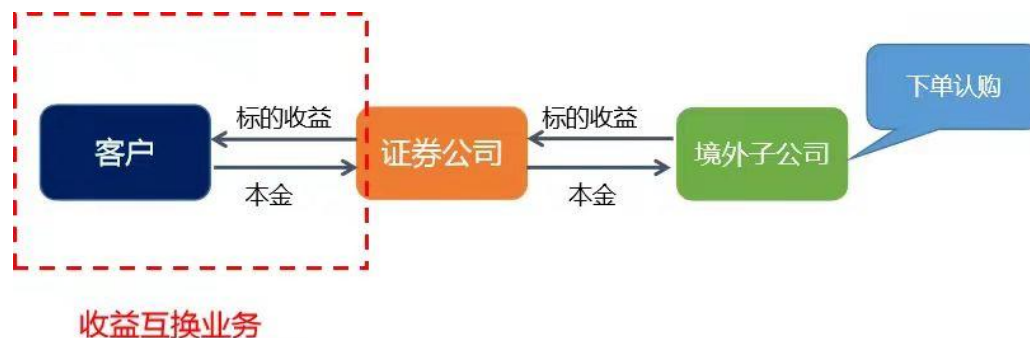 下单认购
标的收益
标的收益
客户
证券公司
境外子公司
本金
本金
收益互换业务